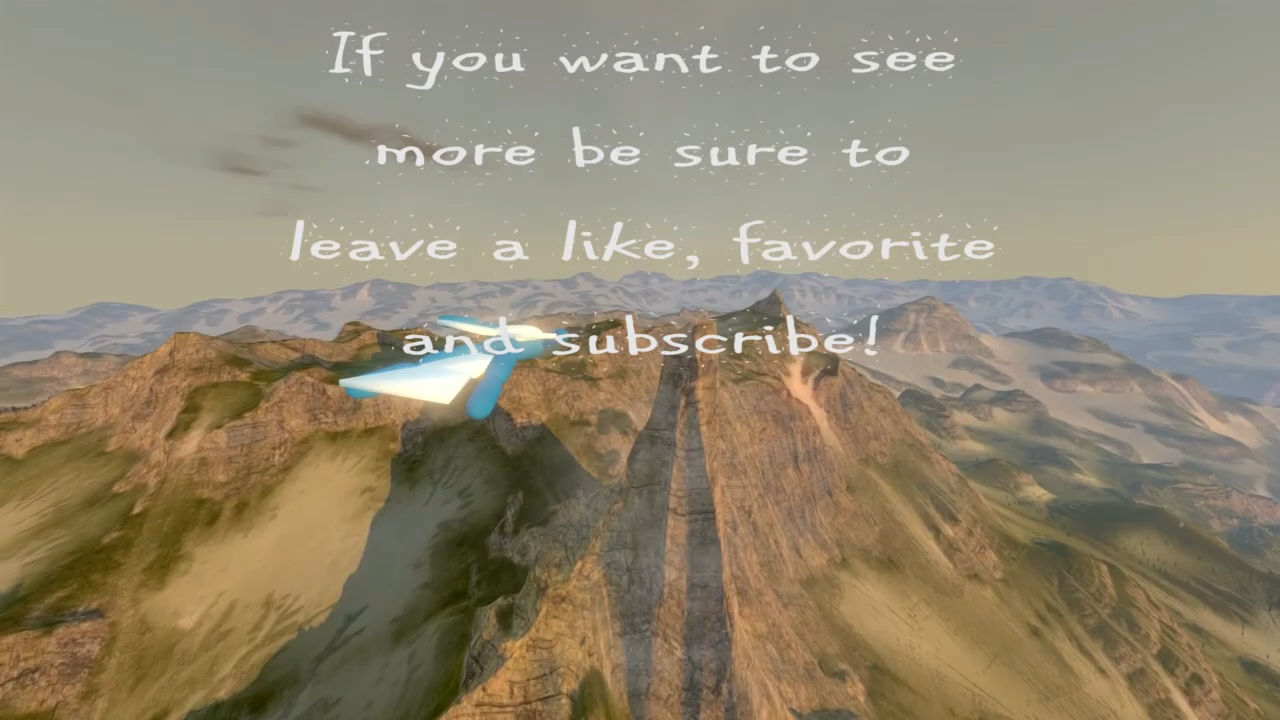 If you want to see
more be sure to
leave a like, favorite
and subscribe!